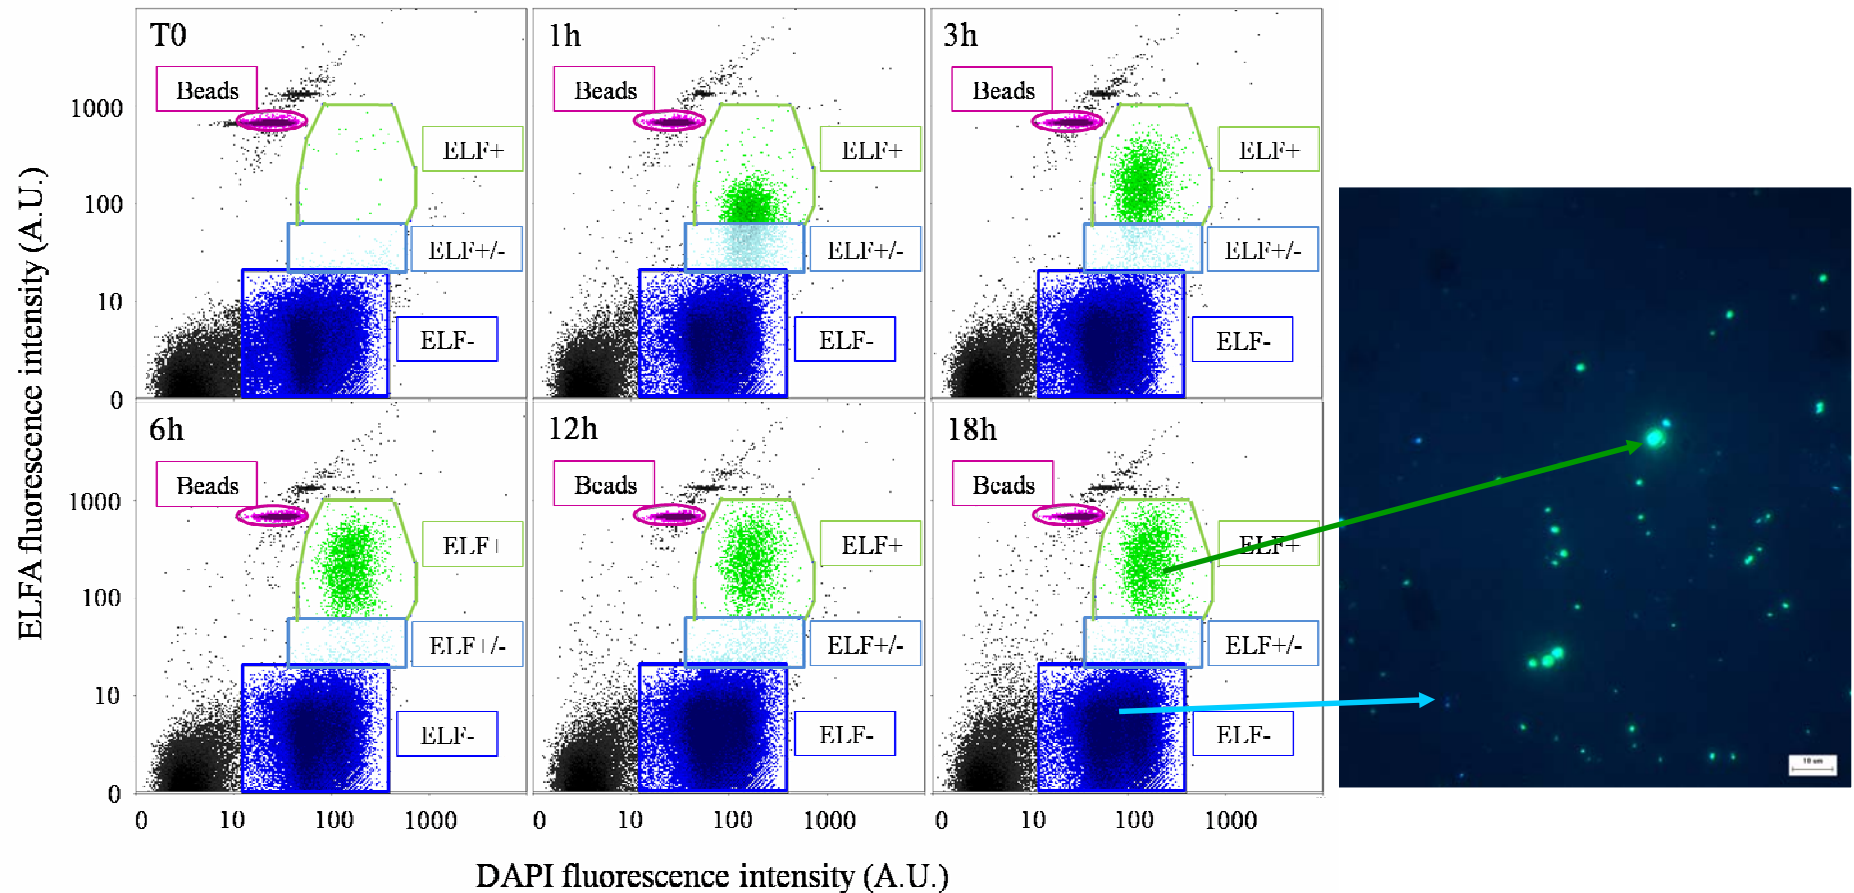 T0
Beads
ELF+
ELF+/-
ELF-
1h
Beads
ELF+
ELF+/-
ELF-
3h
Beads
ELF+
ELF+/-
ELF-
1000
100
10
0
6h
Beads
ELF+
ELF+/-
ELF-
12h
Beads
ELF+
ELF+/-
ELF-
18h
Beads
ELF+
ELF+/-
ELF-
1000
100
10
0
0 10 100 1000
0 10 100 1000
0 10 100 1000
ELFA fluorescence intensity (A.U.)
DAPI fluorescence intensity (A.U.)
10 um